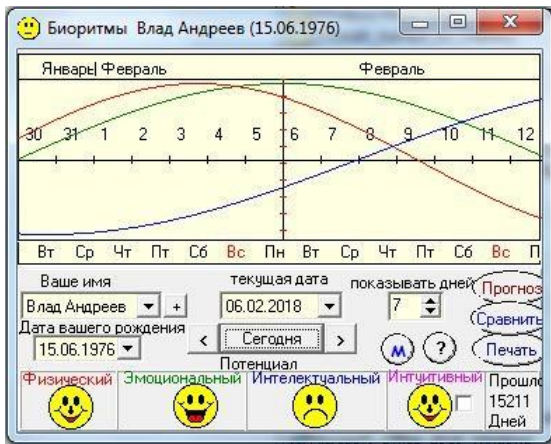 Биоритмы Влад Андреев (15.06.1976)
Январь Февраль Февраль
30 31 1 2 3 4 5 6 7 8 9 10 11 12
Вт Ср Чт Пт Сб Вс Пн Вт Ср Чт Пт Сб Вс П
Ваше имя текущая дата показывать дней Прогноз
Влад Андреев + 06.02.2018 7 Сравнить
Дата вашего рождения
15.06.1976 < Сегодня > М ? Печать
Потенциал
Физический Эмоциональный Интелектуальный Интуитивный Прошло
15211
Дней